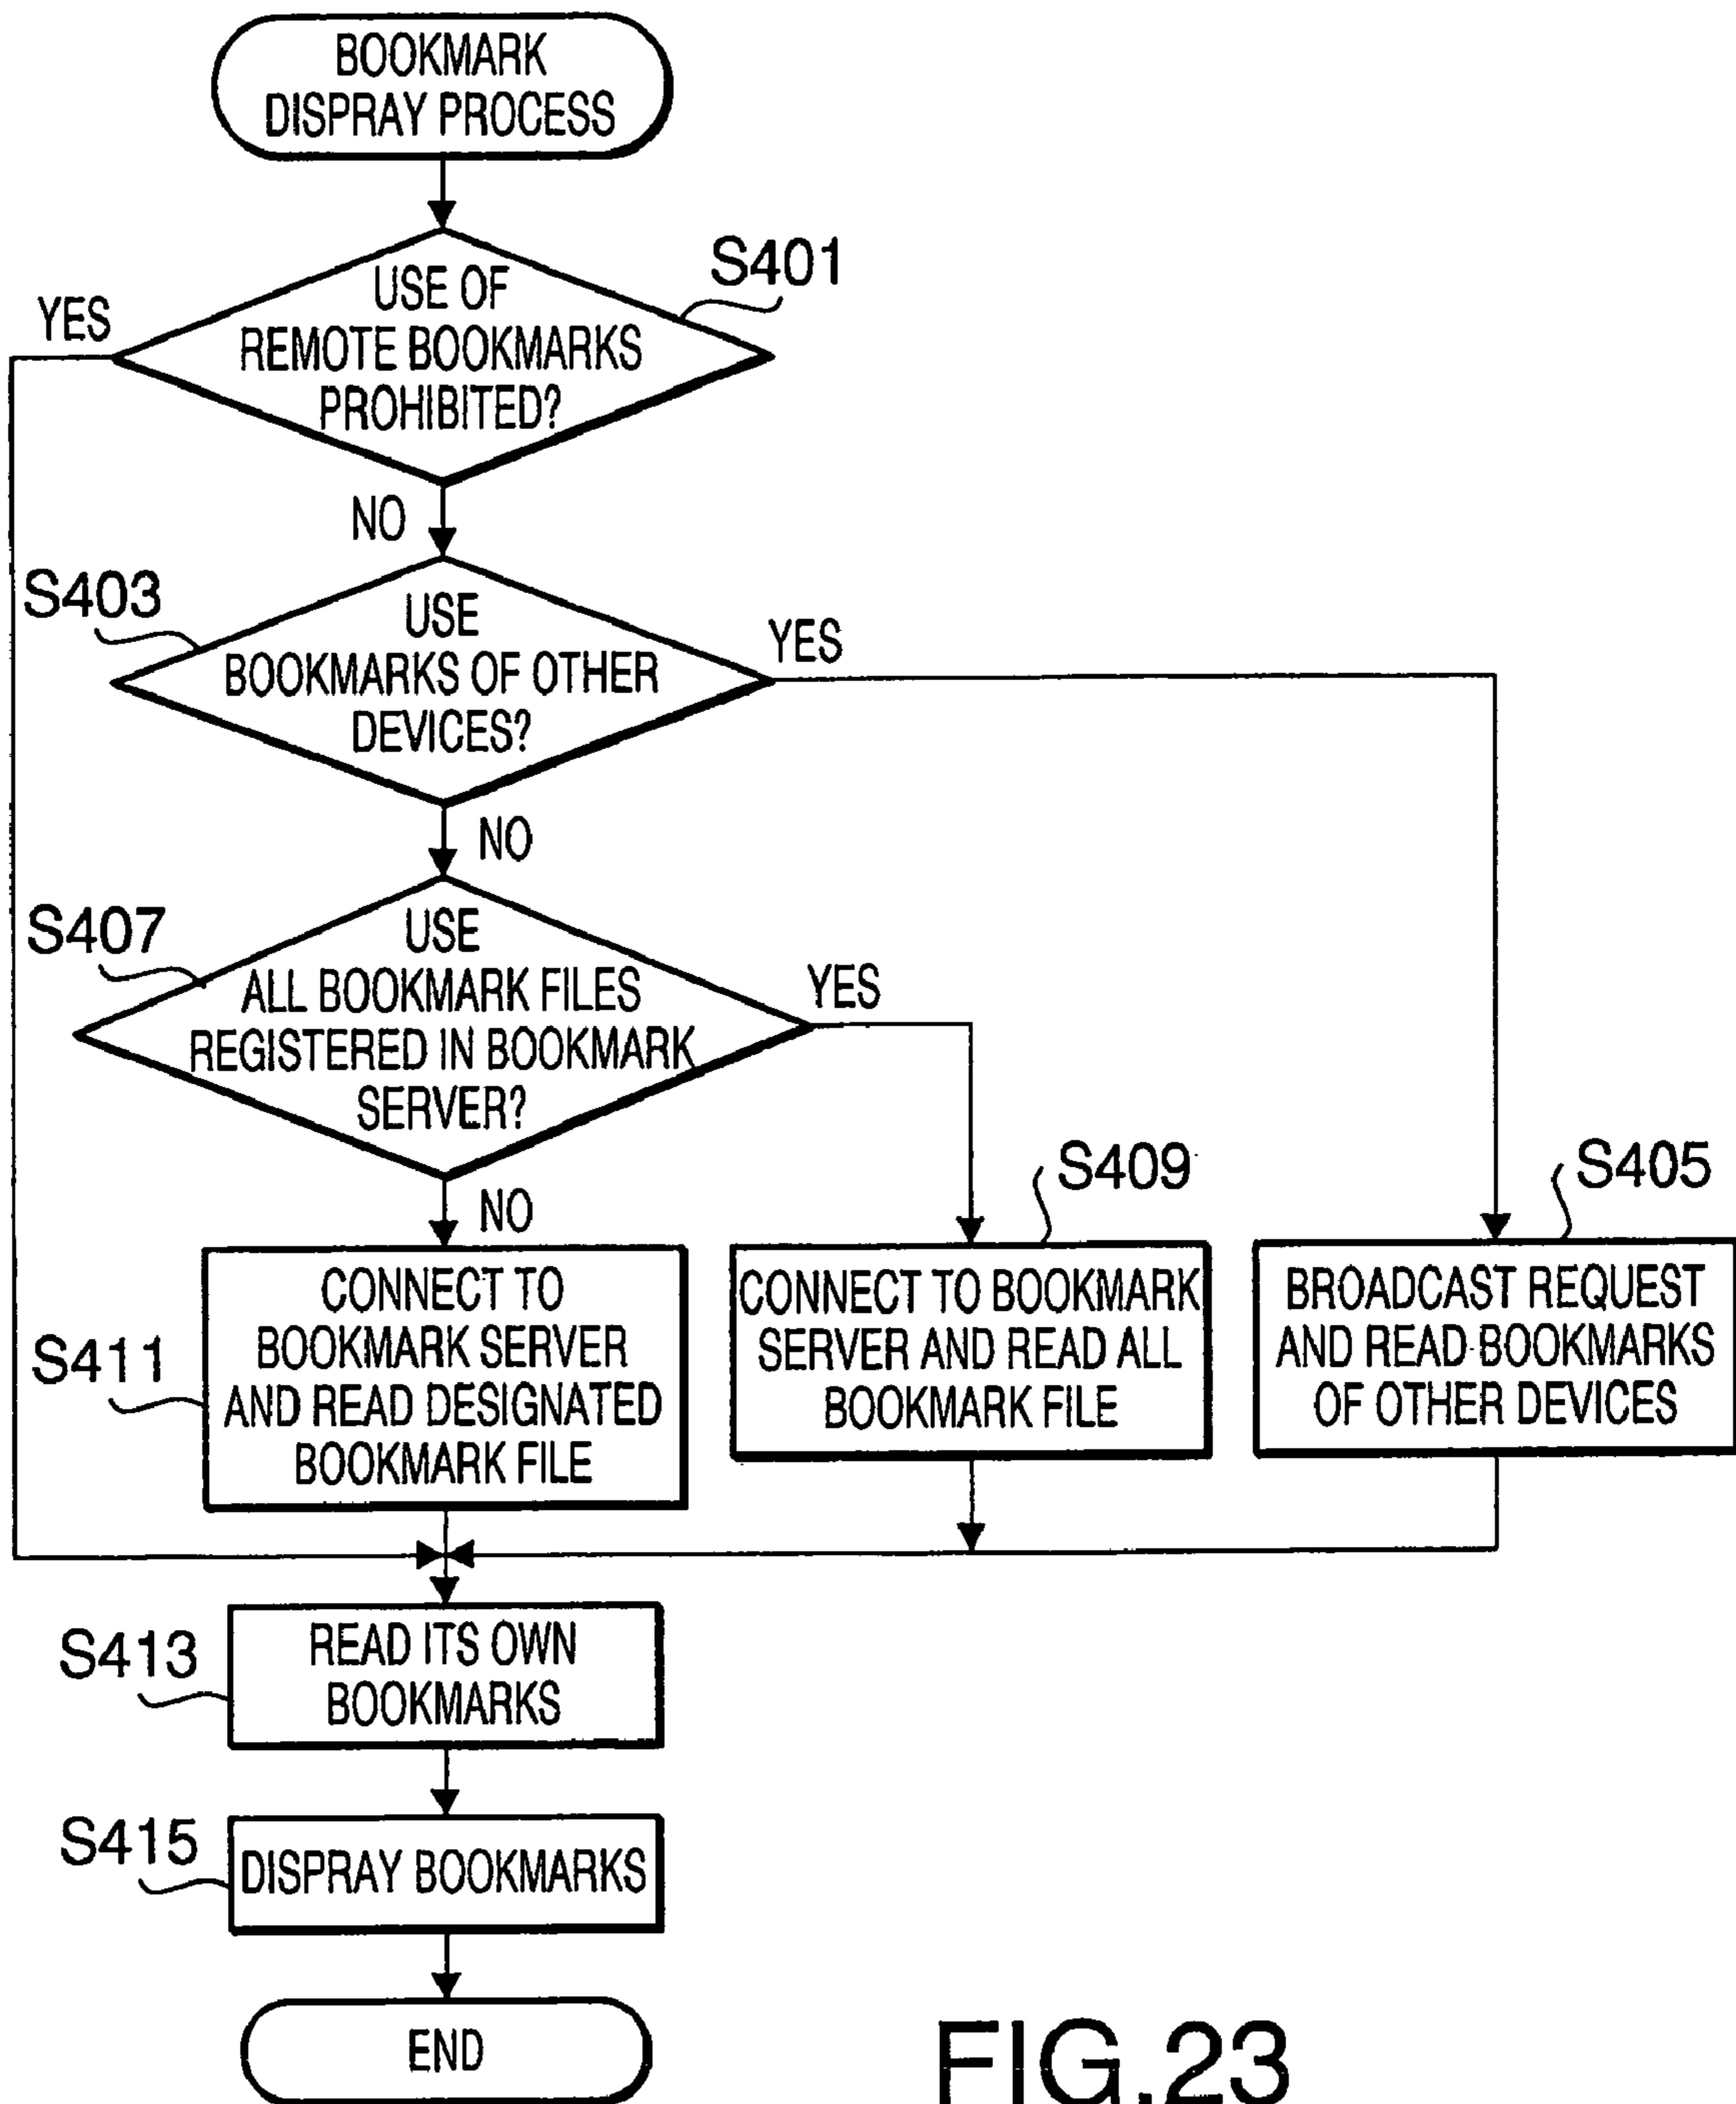 BOOKMARK
DISPRAY PROCESS
S401
YES
USE OF
REMOTE BOOKMARKS
PROHIBITED?
NO
S403
USE
BOOKMARKS OF OTHER
DEVICES?
YES
NO
S407
USE
ALL BOOKMARK FILES
REGISTERED IN BOOKMARK
SERVER?
YES
NO
S409
S405
S411
CONNECT TO
BOOKMARK SERVER
AND READ DESIGNATED
BOOKMARK FILE
CONNECT TO BOOKMARK
SERVER AND READ ALL
BOOKMARK FILE
BROADCAST REQUEST
AND READ BOOKMARKS
OF OTHER DEVICES
S413
READ ITS OWN
BOOKMARKS
S415
DISPRAY BOOKMARKS
END
FIG.23